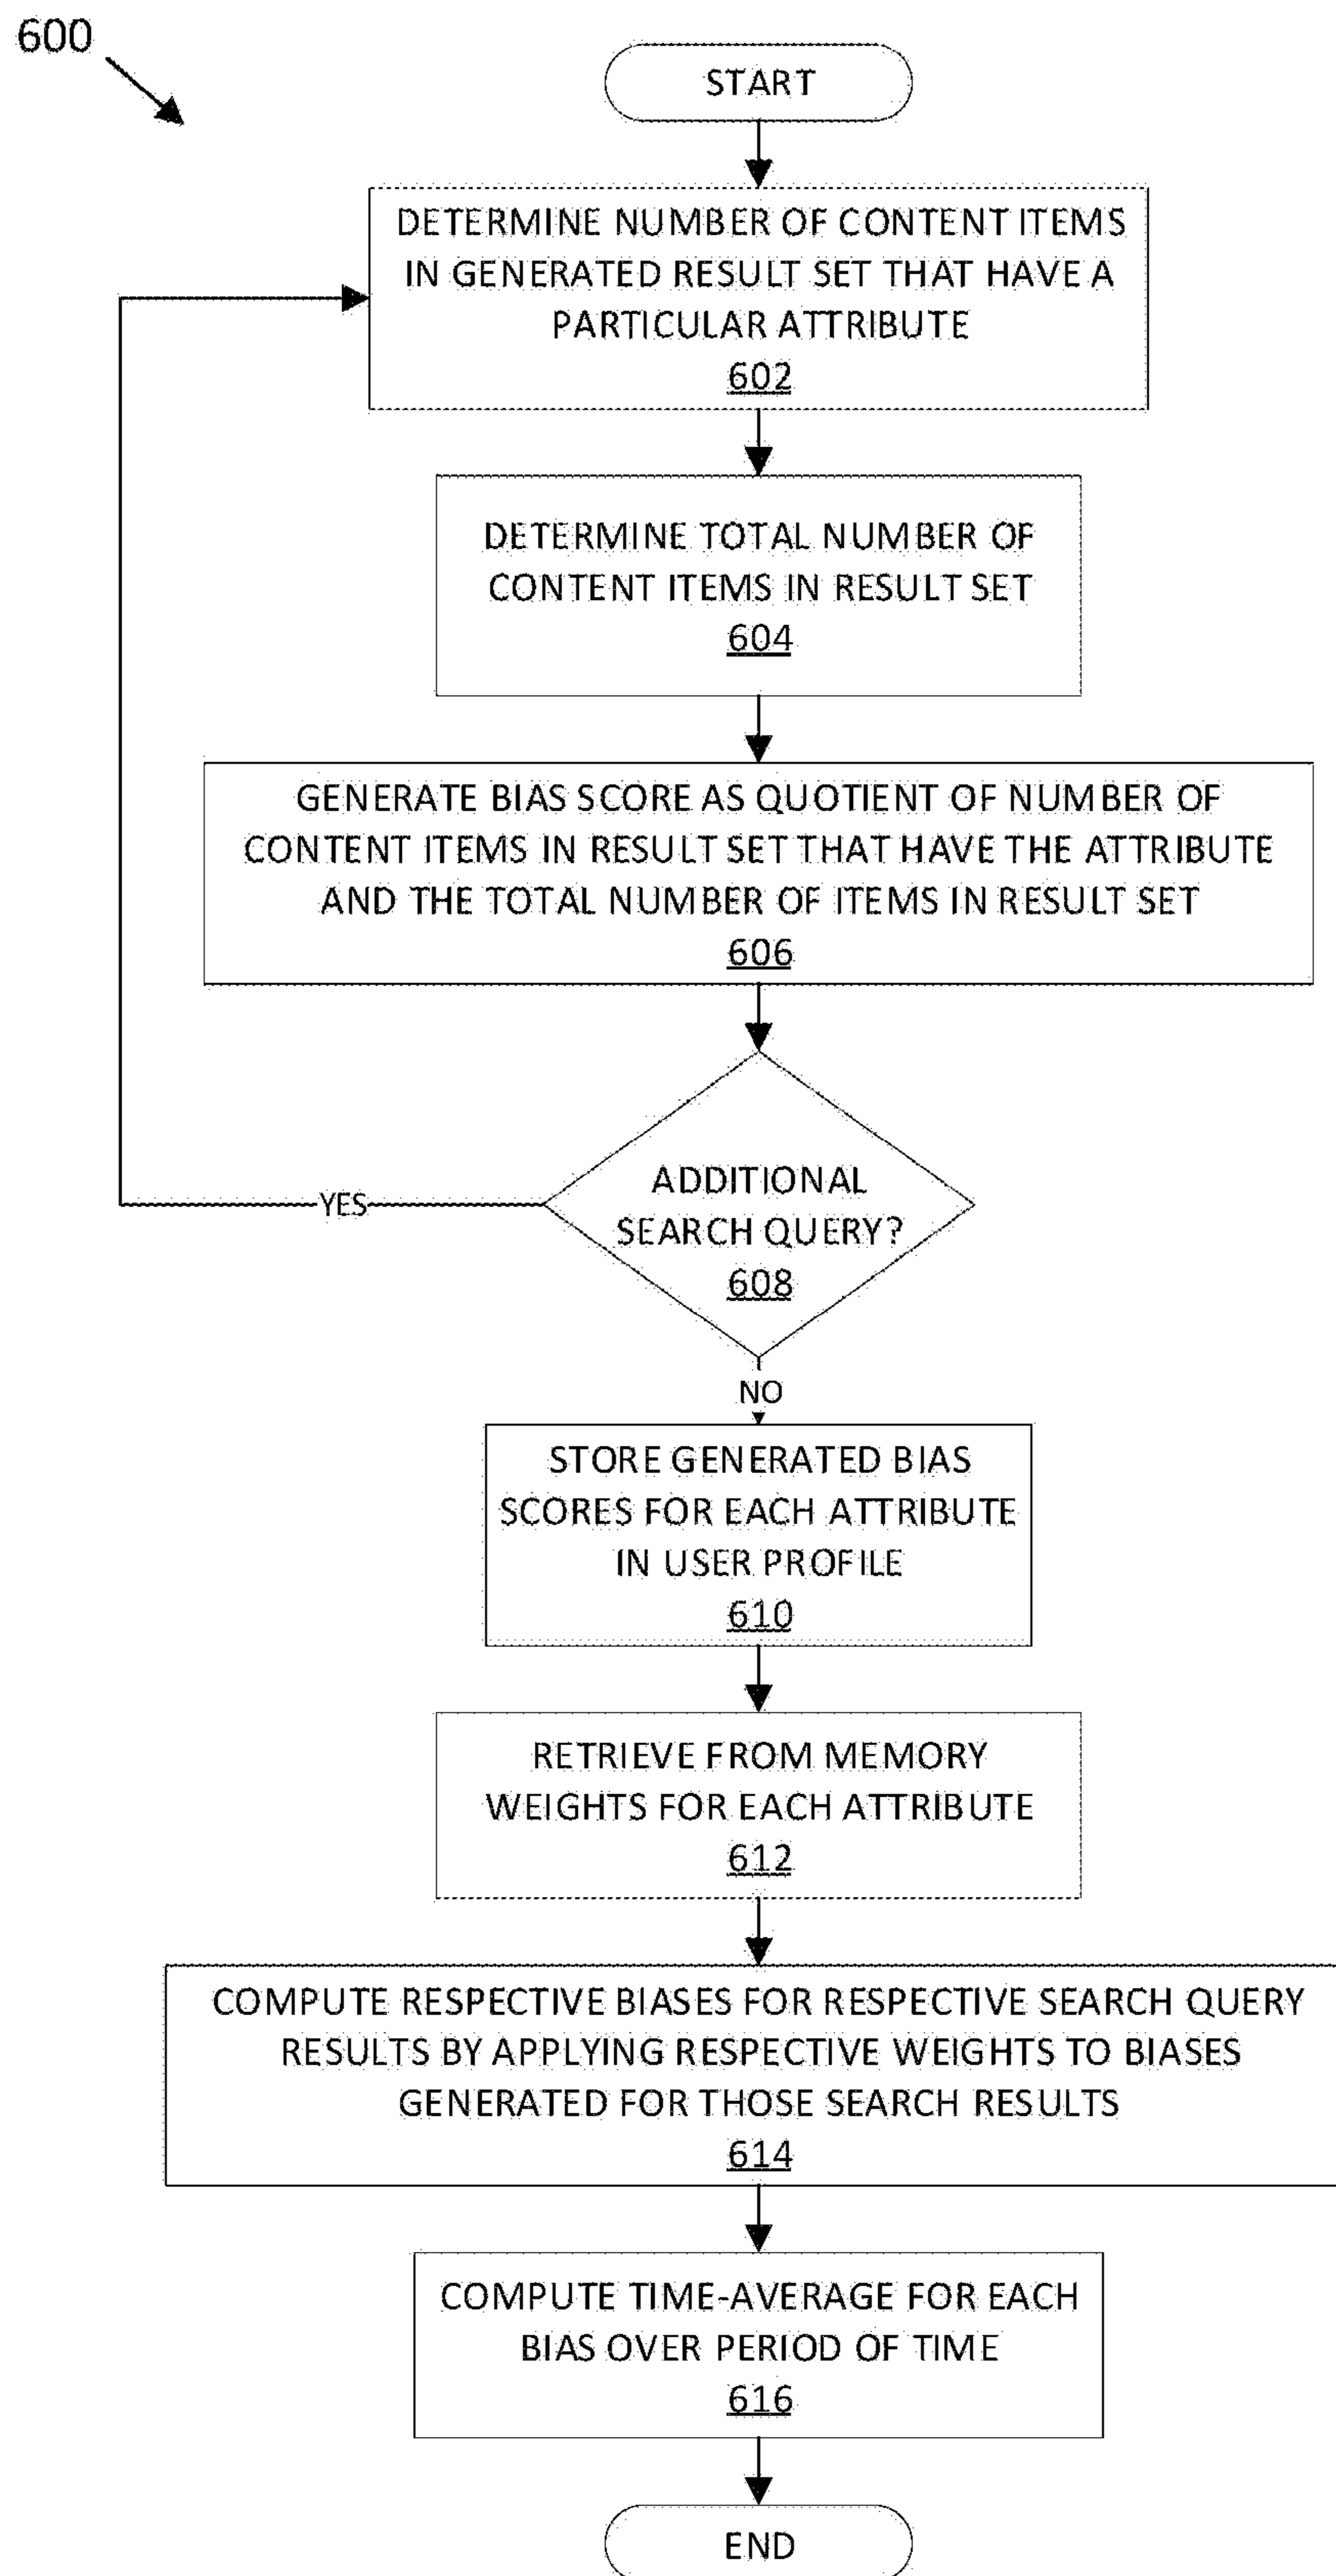 600
START
DETERMINE NUMBER OF CONTENT ITEMS
IN GENERATED RESULT SET THAT HAVE A
PARTICULAR ATTRIBUTE
602
DETERMINE TOTAL NUMBER OF
CONTENT ITEMS IN RESULT SET
604
GENERATE BIAS SCORE AS QUOTIENT OF NUMBER OF
CONTENT ITEMS IN RESULT SET THAT HAVE THE ATTRIBUTE
AND THE TOTAL NUMBER OF ITEMS IN RESULT SET
606
ADDITIONAL
SEARCH QUERY?
608
YES
NO
STORE GENERATED BIAS
SCORES FOR EACH ATTRIBUTE
IN USER PROFILE
610
RETRIEVE FROM MEMORY
WEIGHTS FOR EACH ATTRIBUTE
612
COMPUTE RESPECTIVE BIASES FOR RESPECTIVE SEARCH QUERY
RESULTS BY APPLYING RESPECTIVE WEIGHTS TO BIASES
GENERATED FOR THOSE SEARCH RESULTS
614
COMPUTE TIME-AVERAGE FOR EACH
BIAS OVER PERIOD OF TIME
616
END